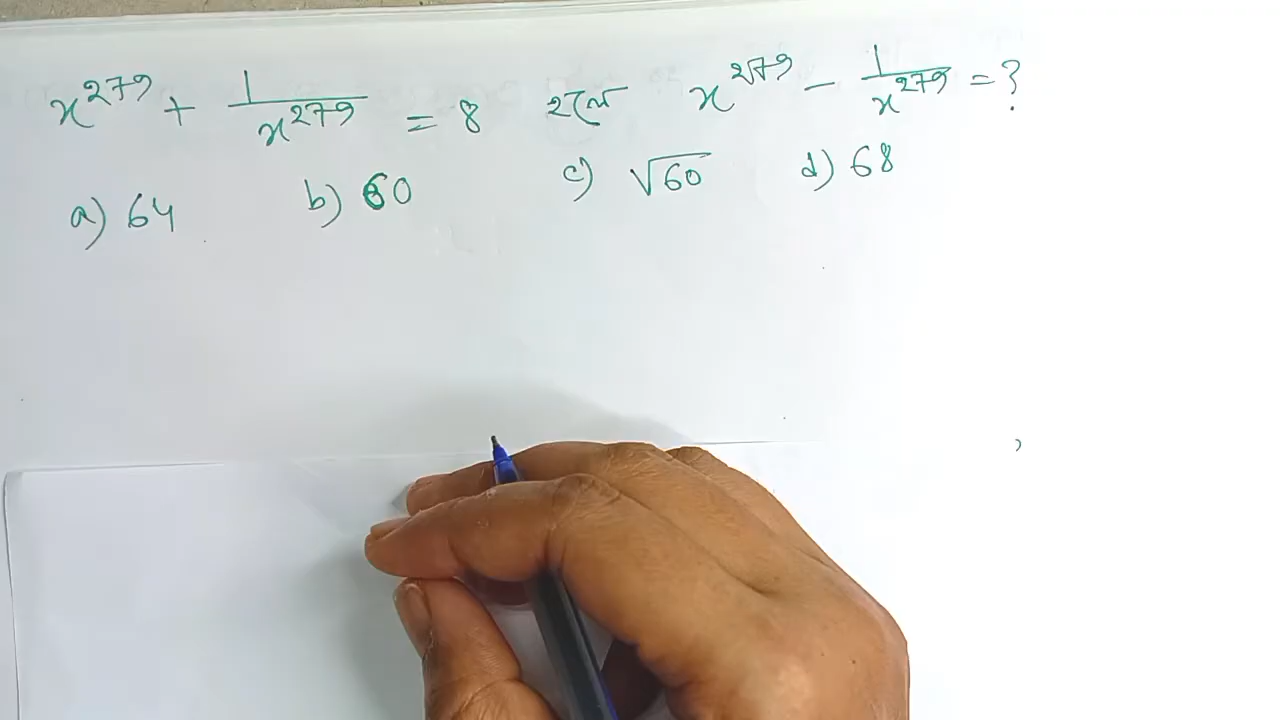 x^279 + 1/x^279 = 8 হলে x^279 - 1/x^279 = ?
a) 64 b) 60 c) √60 d) 68